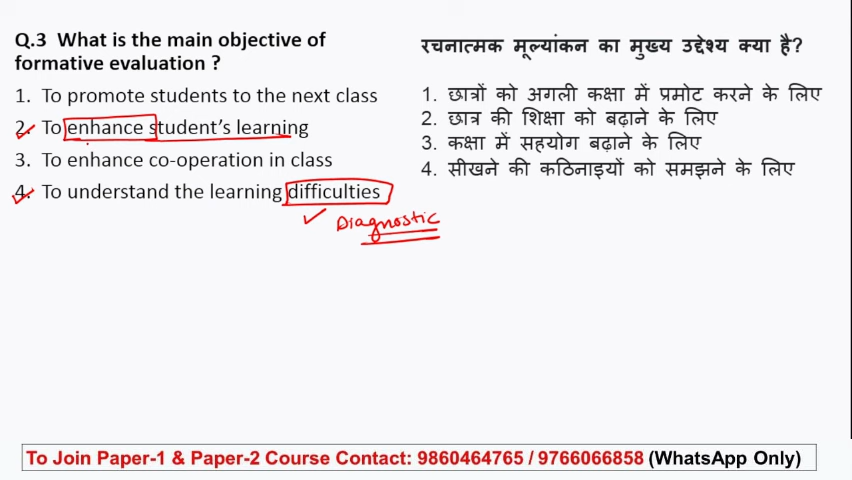 Q.3 What is the main objective of
formative evaluation ?
1. To promote students to the next class
2. To enhance student's learning
3. To enhance co-operation in class
4. To understand the learning difficulties
Diagnostic
रचनात्मक मूल्यांकन का मुख्य उद्देश्य क्या है?
1. छात्रों को अगली कक्षा में प्रमोट करने के लिए
2. छात्र की शिक्षा को बढ़ाने के लिए
3. कक्षा में सहयोग बढ़ाने के लिए
4. सीखने की कठिनाइयों को समझने के लिए
To Join Paper-1 & Paper-2 Course Contact: 9860464765 / 9766066858 (WhatsApp Only)